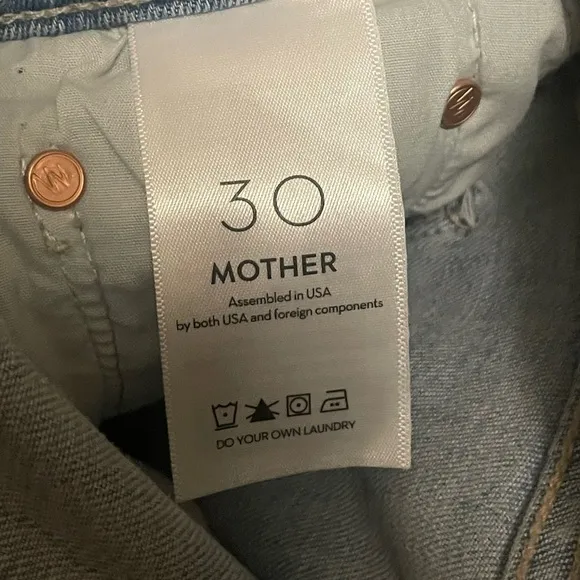 30
MOTHER
Assembled in USA
by both USA and foreign components
DO YOUR OWN LAUNDRY